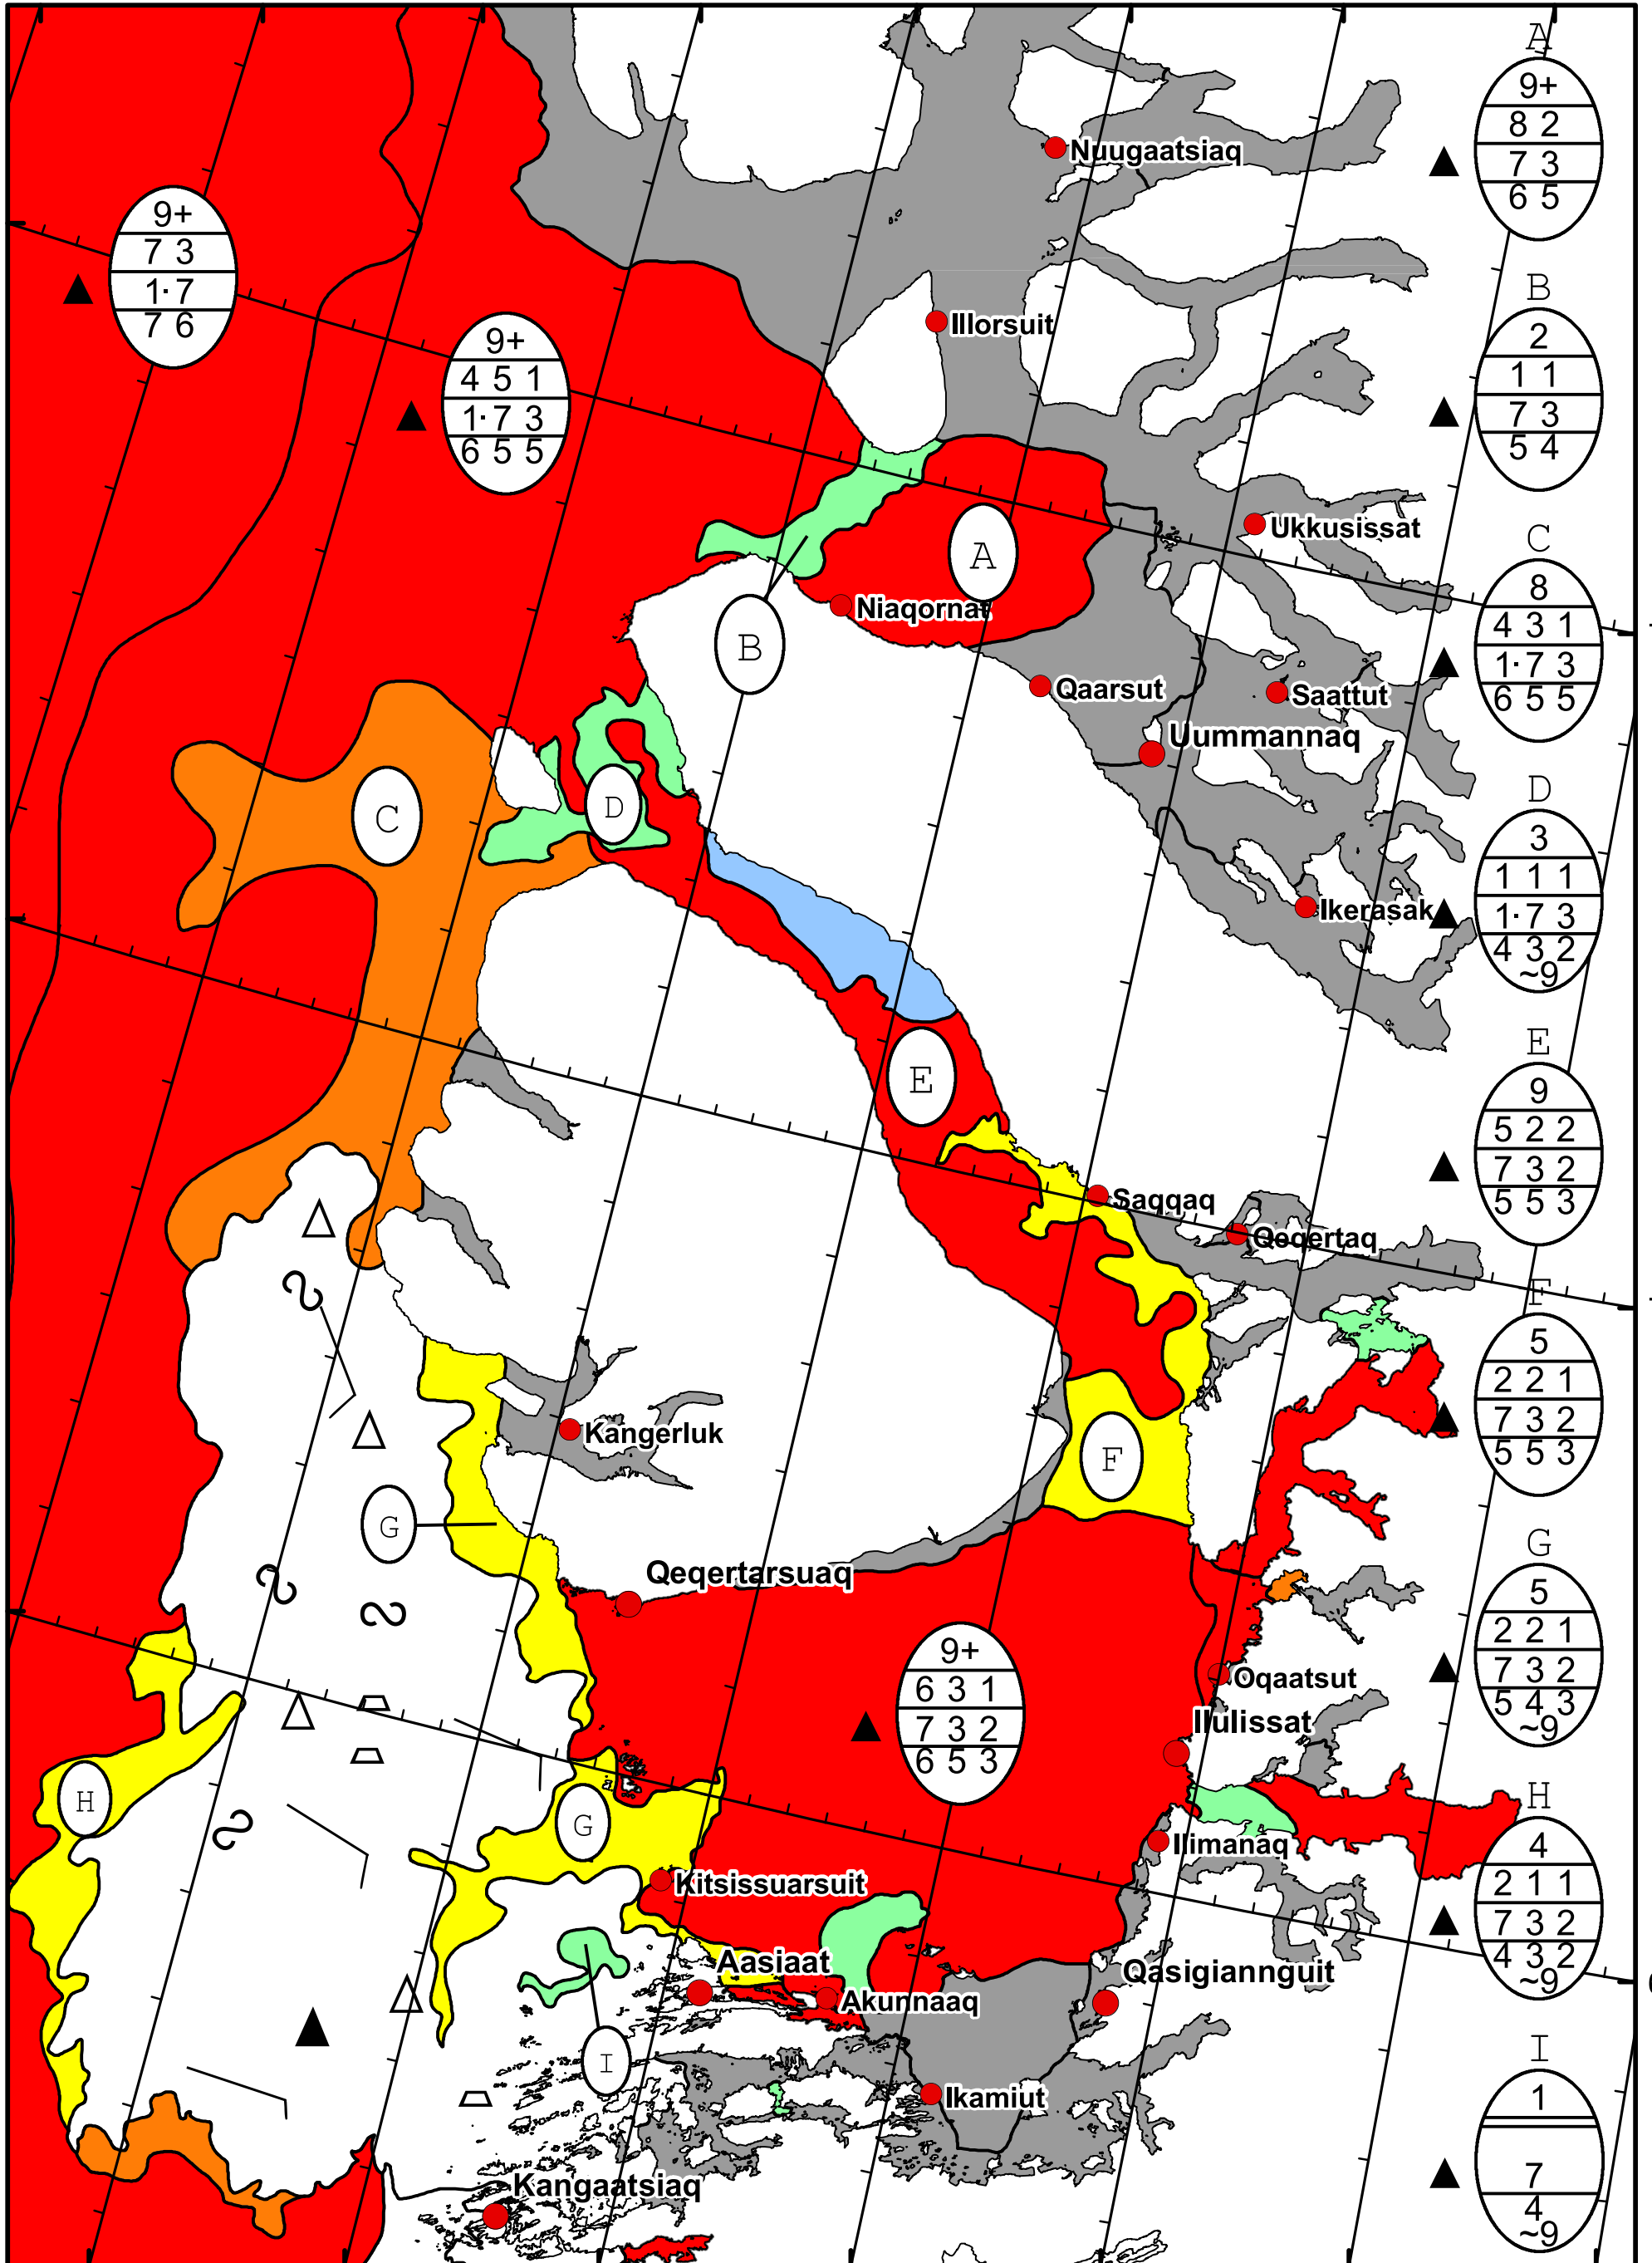 A
9+
8 2
7 3
6 5
Nuugaatsiaq
9+
7 3
1· 7
7 6
Illorsuit
B
2
1 1
7 3
5 4
9+
4 5 1
1· 7 3
6 5 5
Ukkusissat
A
C
8
4 3 1
1· 7 3
6 5 5
Niaqornat
B
Qaarsut
Saattut
Uummannaq
C
D
D
3
1 1 1
1· 7 3
4 3 2
~9
Ikerasak
E
E
9
5 2 2
7 3 2
5 5 3
Saqqaq
Qeqertaq
F
5
2 2 1
7 3 2
5 5 3
Kangerluk
F
G
G
5
2 2 1
7 3 2
5 4 3
~9
Qeqertarsuaq
9+
6 3 1
7 3 2
6 5 3
Oqaatsut
Ilulissat
H
G
H
4
2 1 1
7 3 2
4 3 2
~9
Ilimanaq
Kitsissuarsuit
Aasiaat
Qasigiannguit
Akunnaaq
I
Ikamiut
I
1
7
4
~9
Kangaatsiaq